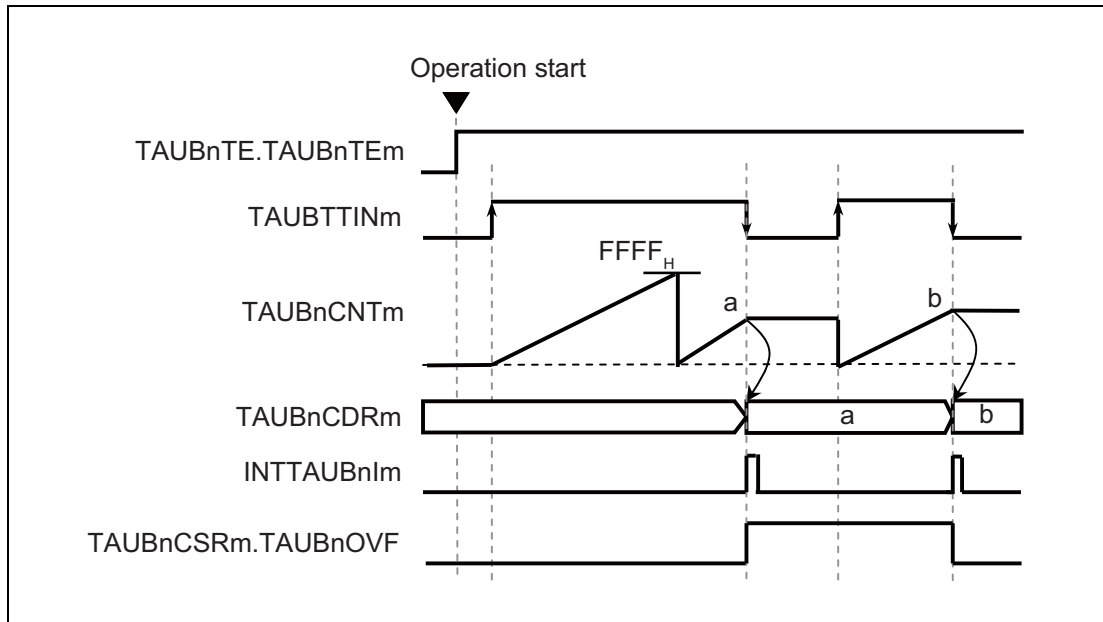 Operation start
TAUBnTE.TAUBnTEm
TAUBTTINm
FFFFH
TAUBnCNTm
a
b
TAUBnCDRm
a
b
INTTAUBnIm
TAUBnCSRm.TAUBnOVF